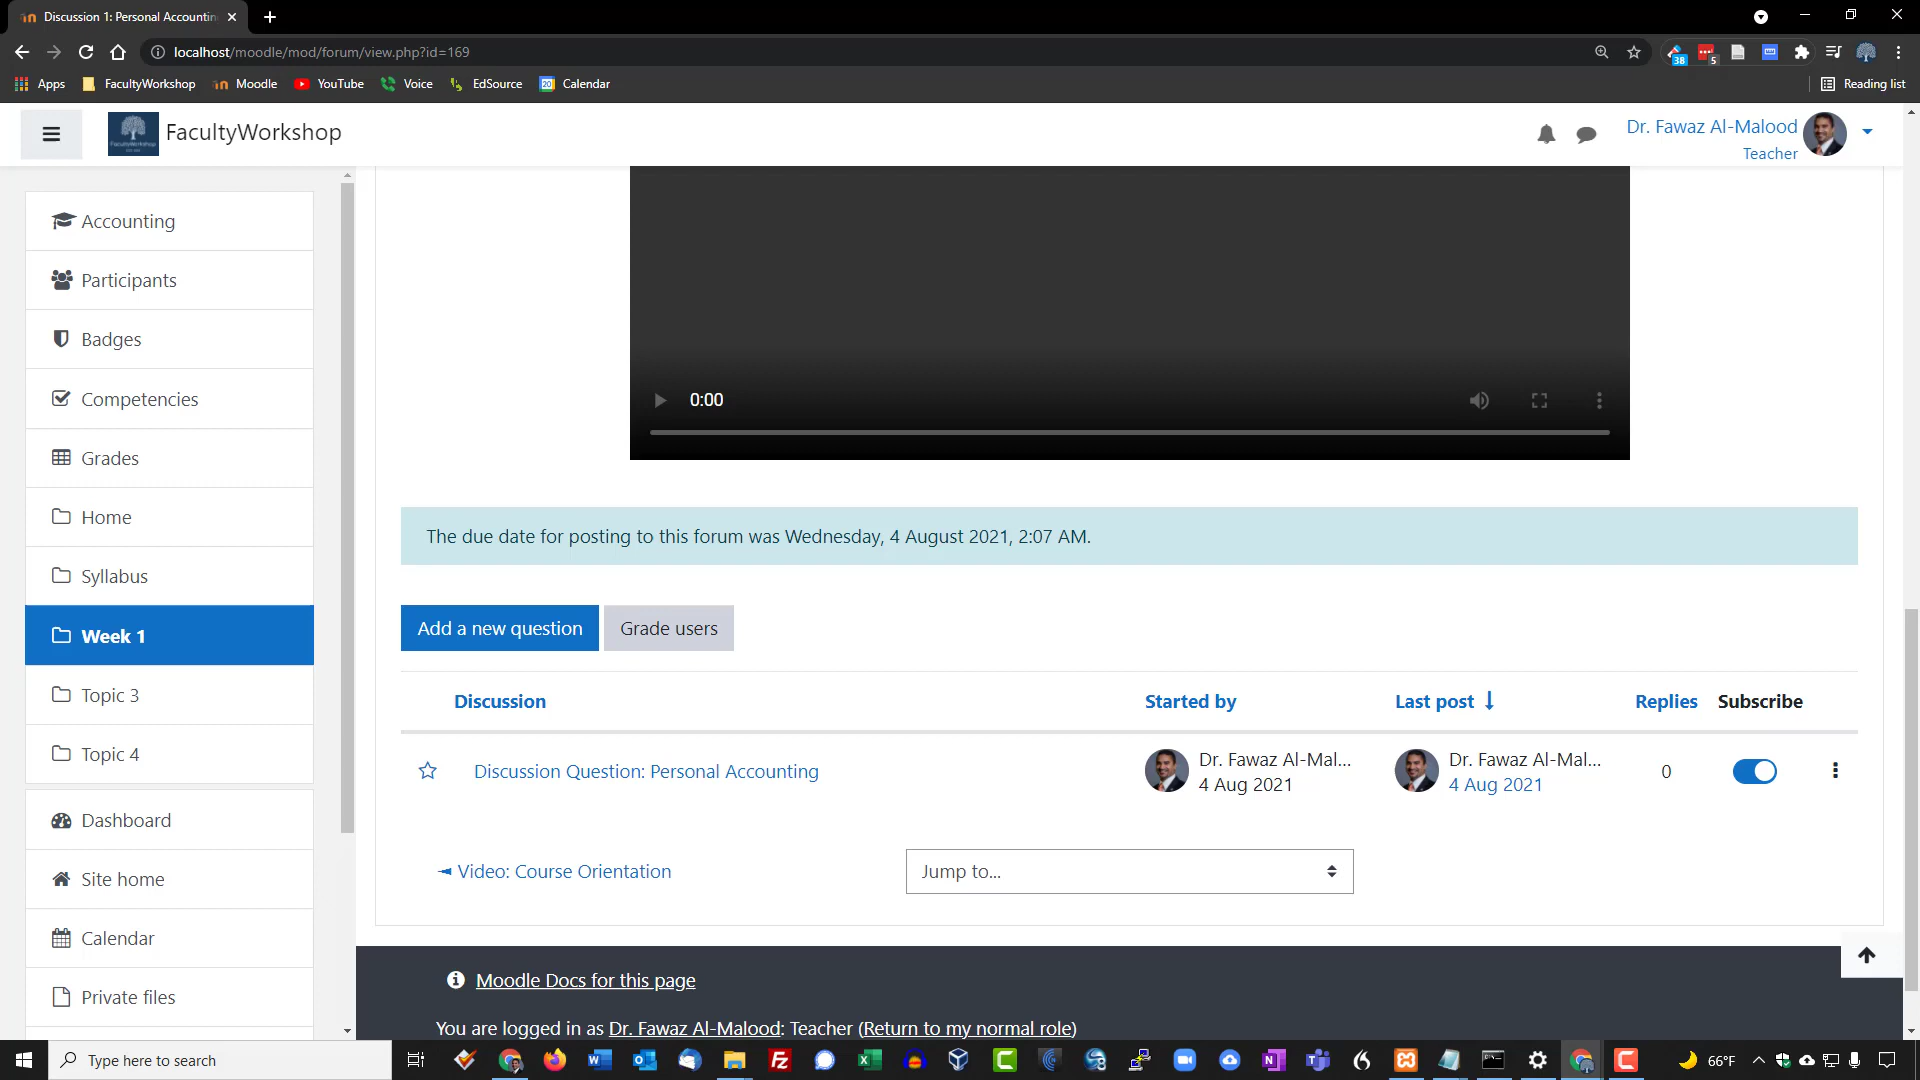 Discussion 1: Personal Accountin
localhost/moodle/mod/forum/view.php?id=169
38
5
Apps
FacultyWorkshop
Moodle
YouTube
Voice
EdSource
20
Calendar
Reading list
FacultyWorkshop
Dr. Fawaz Al-Malood
Teacher
Accounting
Participants
Badges
Competencies
Grades
Home
Syllabus
Week 1
Topic 3
Topic 4
Dashboard
Site home
Calendar
Private files
0:00
The due date for posting to this forum was Wednesday, 4 August 2021, 2:07 AM.
Add a new question
Grade users
Discussion Started by Last post Replies Subscribe
Discussion Question: Personal Accounting
Dr. Fawaz Al-Mal...
4 Aug 2021
Dr. Fawaz Al-Mal...
4 Aug 2021
0
Video: Course Orientation
Jump to...
Moodle Docs for this page
You are logged in as Dr. Fawaz Al-Malood: Teacher (Return to my normal role)
Type here to search
66°F